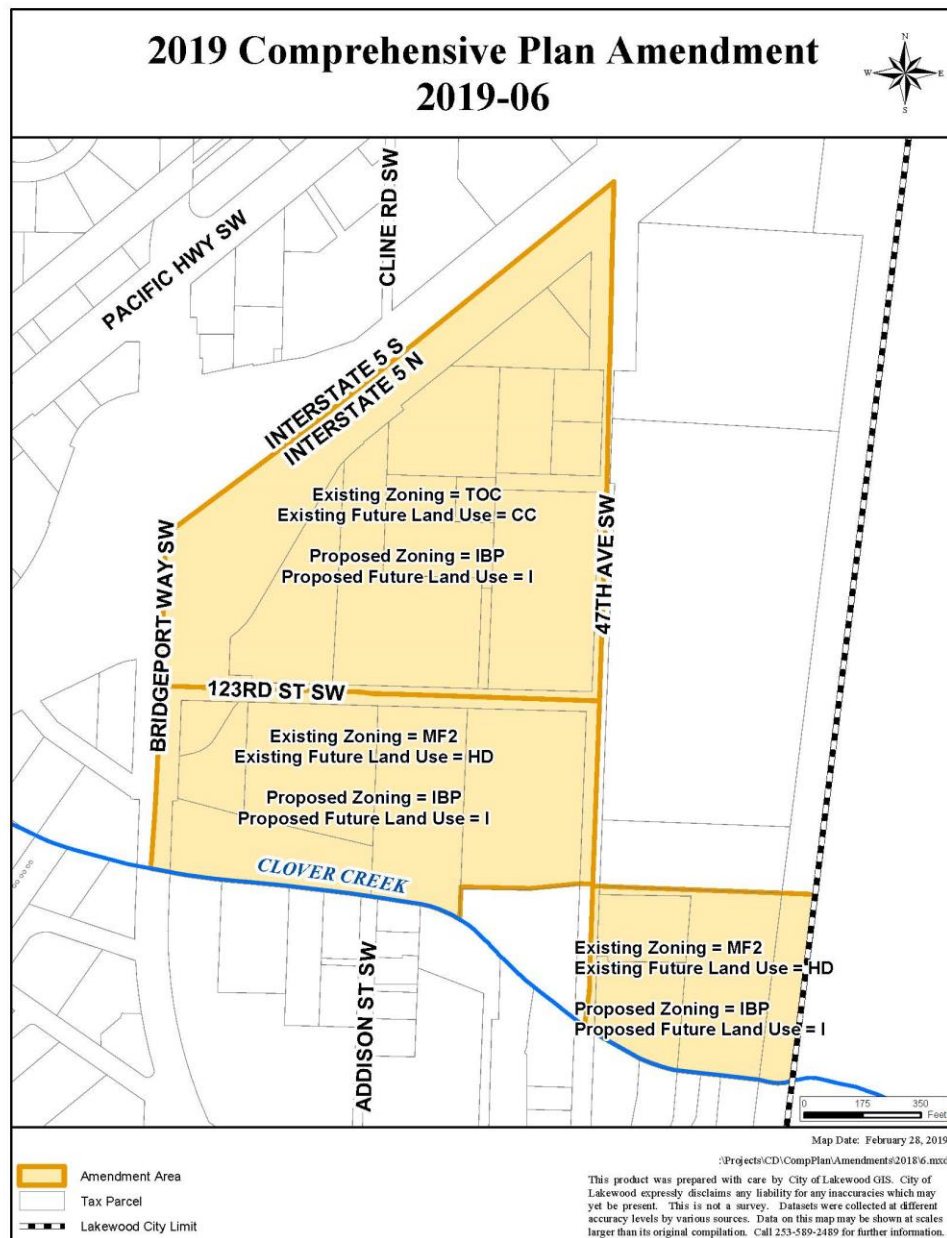 2019 Comprehensive Plan Amendment
2019-06
N
W
E
S
PACIFIC HWY SW
CLINE RD SW
INTERSTATE 5 S
INTERSTATE 5 N
Existing Zoning = TOC
Existing Future Land Use = CC
Proposed Zoning = IBP
Proposed Future Land Use = I
BRIDGEPORT WAY SW
47TH AVE SW
123RD ST SW
Existing Zoning = MF2
Existing Future Land Use = HD
Proposed Zoning = IBP
Proposed Future Land Use = I
CLOVER CREEK
ADDISON ST SW
Existing Zoning = MF2
Existing Future Land Use = HD
Proposed Zoning = IBP
Proposed Future Land Use = I
0 175 350
Feet
Map Date: February 28, 2019
:\Projects\CD\CompPlan\Amendments\2018\6.mxd
Amendment Area
Tax Parcel
Lakewood City Limit
This product was prepared with care by City of Lakewood GIS. City of
Lakewood expressly disclaims any liability for any inaccuracies which may
yet be present. This is not a survey. Datasets were collected at different
accuracy levels by various sources. Data on this map may be shown at scales
larger than its original compilation. Call 253-589-2489 for further information.